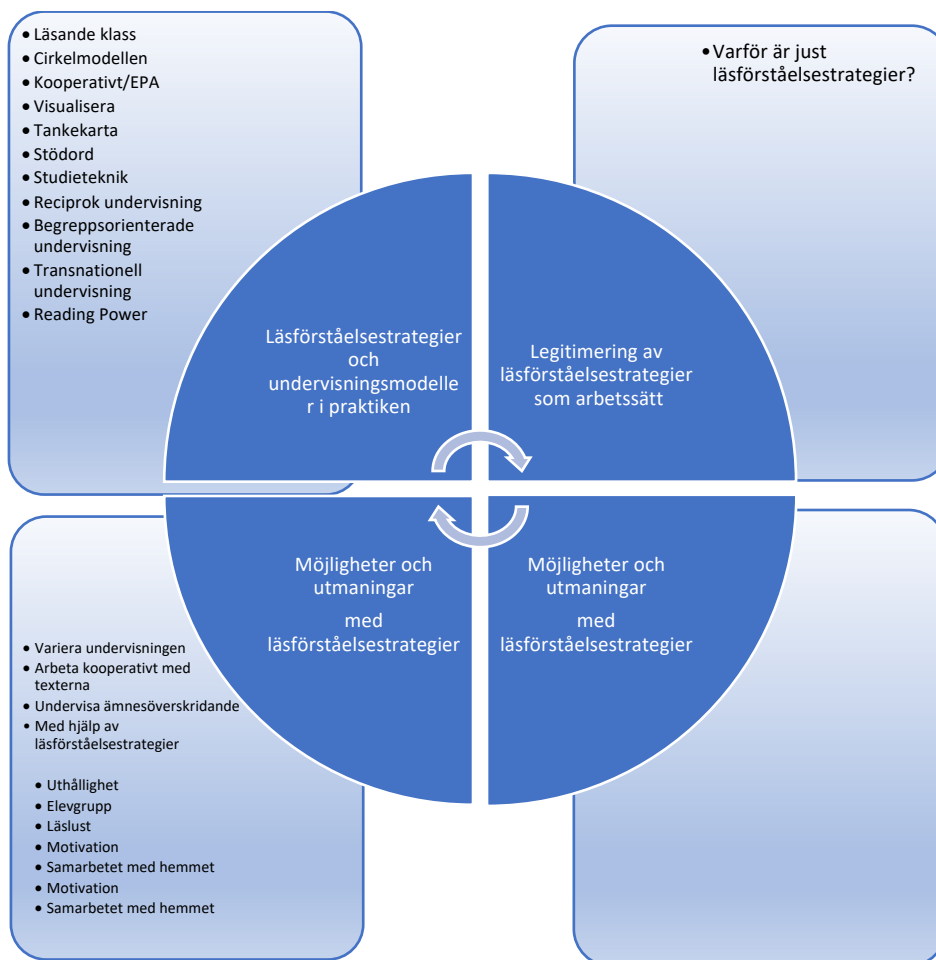 • Läsande klass
• Cirkelmodellen
• Kooperativt/EPA
• Visualisera
• Tankekarta
• Stödord
• Studieteknik
• Reciprok undervisning
• Begreppsorienterade
undervisning
• Transnationell
undervisning
• Reading Power
• Varför är just
läsförståelsestrategier?
Läsförståelsestrategier
och
undervisningsmodelle
r i praktiken
Legitimering av
läsförståelsestrategier
som arbetssätt
Möjligheter och
utmaningar
med
läsförståelsestrategier
Möjligheter och
utmaningar
med
läsförståelsestrategier
• Variera undervisningen
• Arbeta kooperativt med
texterna
• Undervisa ämnesöverskridande
• Med hjälp av
läsförståelsestrategier
• Uthållighet
• Elevgrupp
• Läslust
• Motivation
• Samarbetet med hemmet
• Motivation
• Samarbetet med hemmet